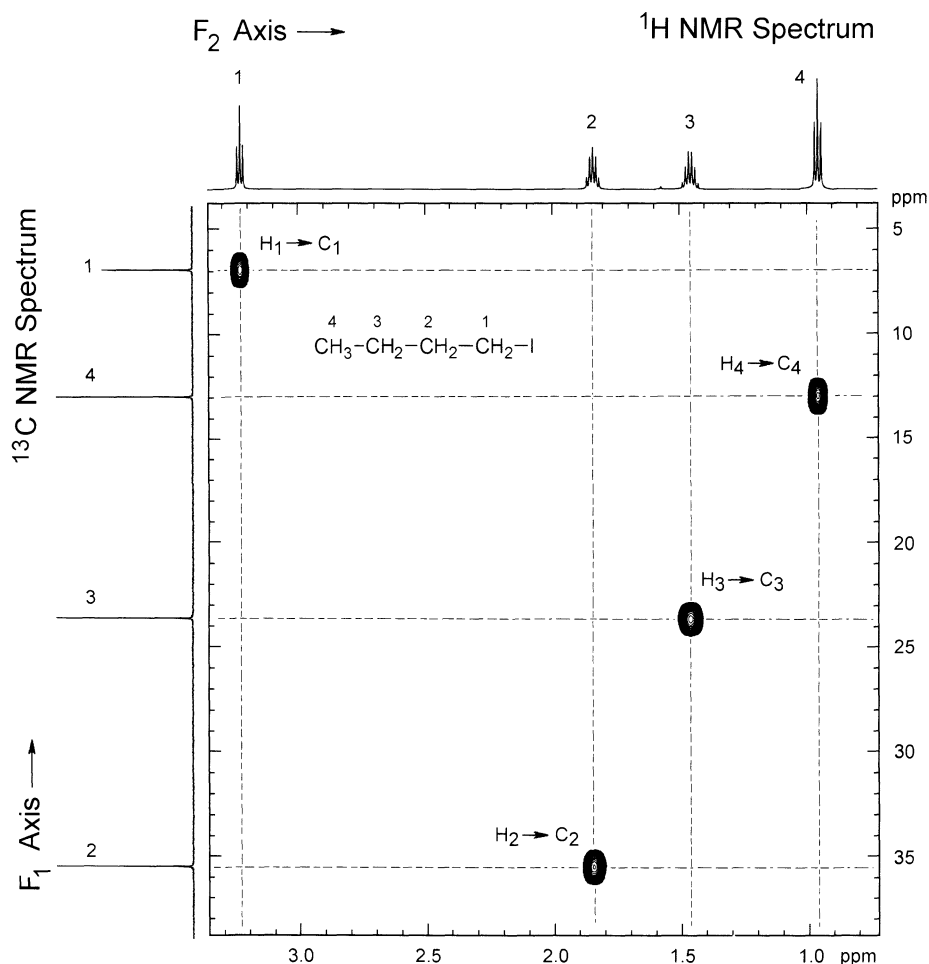 F₂ Axis → ¹H NMR Spectrum
1 2 3 4
ppm
5
10
15
20
25
30
35
3.0 2.5 2.0 1.5 1.0 ppm
¹³C NMR Spectrum
F₁ Axis →
1
4
3
2
H₁→C₁
4 3 2 1
CH₃–CH₂–CH₂–CH₂–I
H₄→C₄
H₃→C₃
H₂→C₂